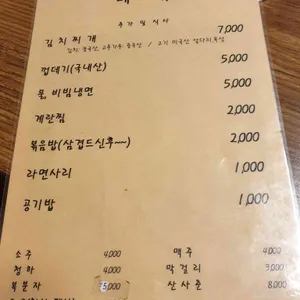 추가 및 식사
김치찌개 7,000
껍데기(국내산) 5,000
물, 비빔냉면 5,000
계란찜 2,000
볶음밥(삼겹드신후~~) 2,000
라면사리 1,000
공기밥 1,000
소주 4,000 맥주 4,000
청하 4,000 막걸리 3,000
복분자 15,000 산사춘 8,000